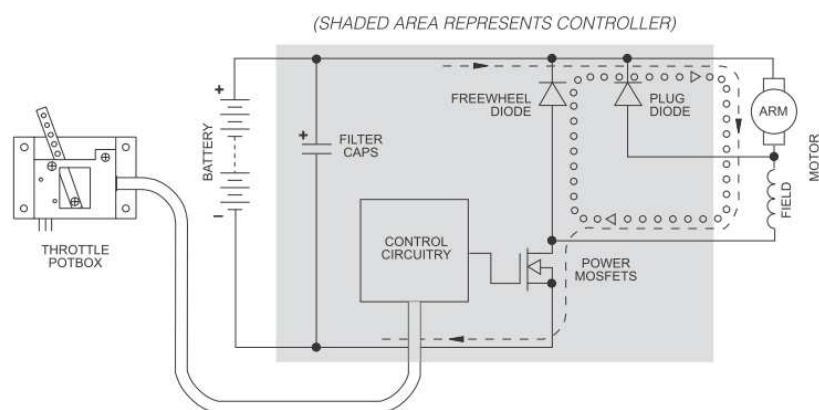 (SHADED AREA REPRESENTS CONTROLLER)
+
BATTERY
−
+
FILTER
CAPS
FREEWHEEL
DIODE
PLUG
DIODE
ARM
MOTOR
FIELD
THROTTLE
POTBOX
CONTROL
CIRCUITRY
POWER
MOSFETS